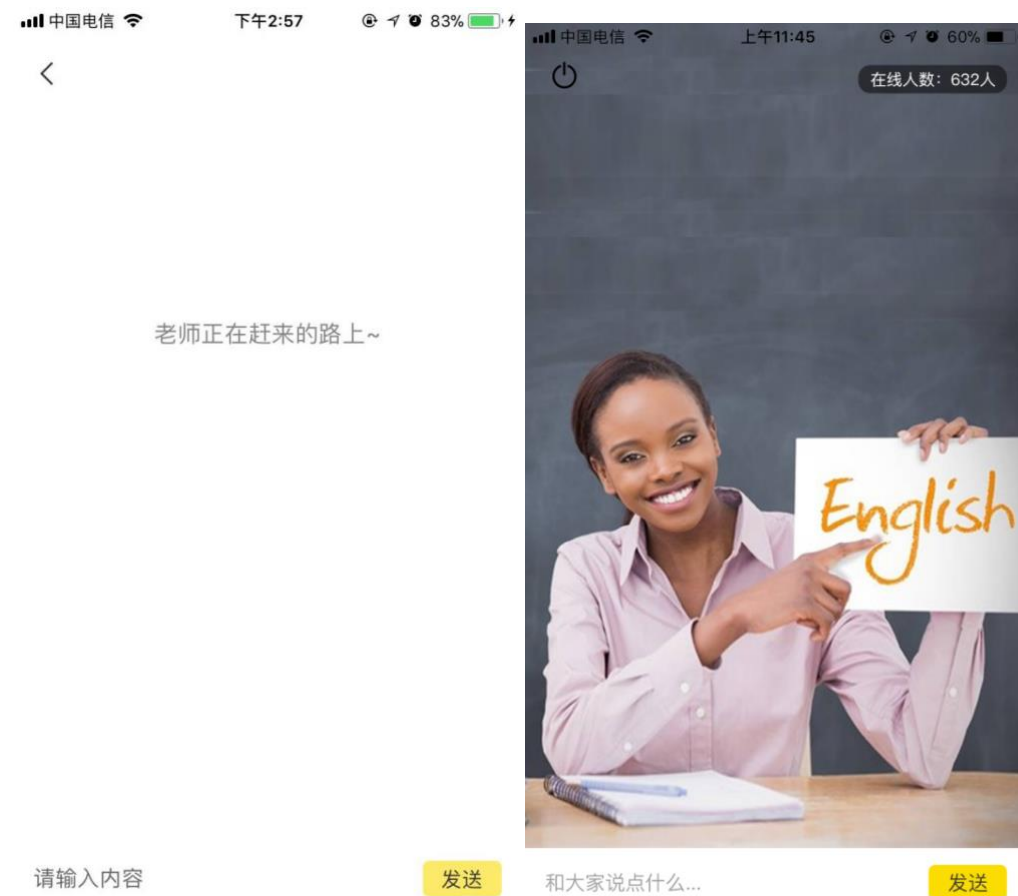 中国电信
下午2:57
83%
老师正在赶来的路上~
请输入内容
发送
中国电信
上午11:45
60%
在线人数：632人
English
和大家说点什么...
发送